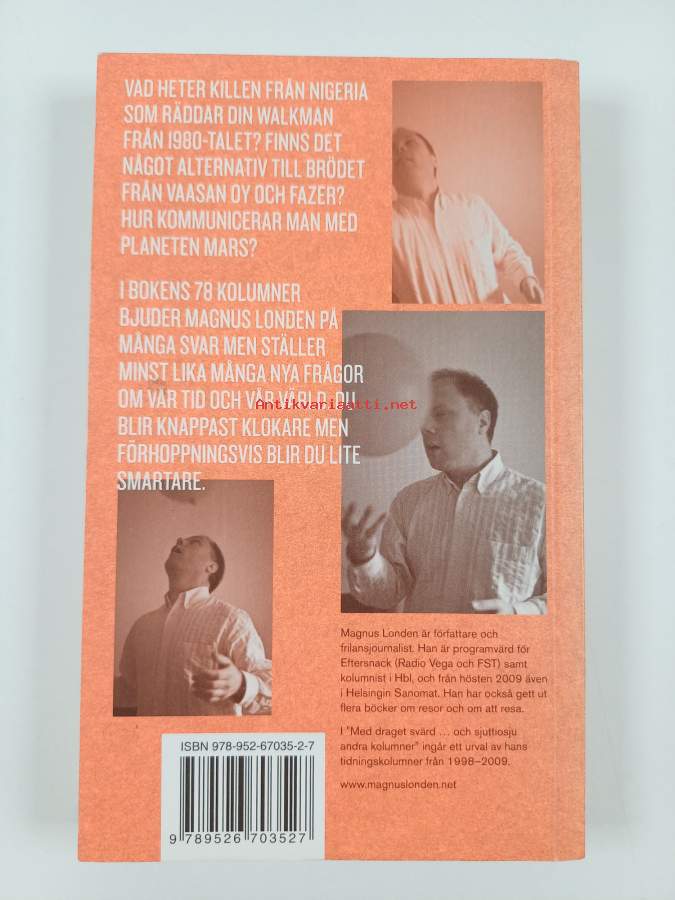 VAD HETER KILLEN FRÅN NIGERIA
SOM RÄDDAR DIN WALKMAN
FRÅN 1980-TALET? FINNS DET
NÅGOT ALTERNATIV TILL BRÖDET
FRÅN VAASAN OY OCH FAZER?
HUR KOMMUNICERAR MAN MED
PLANETEN MARS?
I BOKENS 78 KOLUMNER
BJUDER MAGNUS LONDEN PÅ
MÅNGA SVAR MEN STÄLLER
MINST LIKA MÅNGA NYA FRÅGOR
OM VÅR TID OCH VÅR VÄRLD. DU
BLIR KNAPPAST KLOKARE MEN
FÖRHOPPNINGSVIS BLIR DU LITE
SMARTARE.
Antikvariaatti.net
Magnus Londen är författare och
frilansjournalist. Han är programvärd för
Eftersnack (Radio Vega och FST) samt
kolumnist i Hbl, och från hösten 2009 även
i Helsingin Sanomat. Han har också gett ut
flera böcker om resor och om att resa.
I "Med draget svärd ... och sjuttiosju
andra kolumner" ingår ett urval av hans
tidningskolumner från 1998–2009.
www.magnuslonden.net
ISBN 978-952-67035-2-7
9 789526 703527